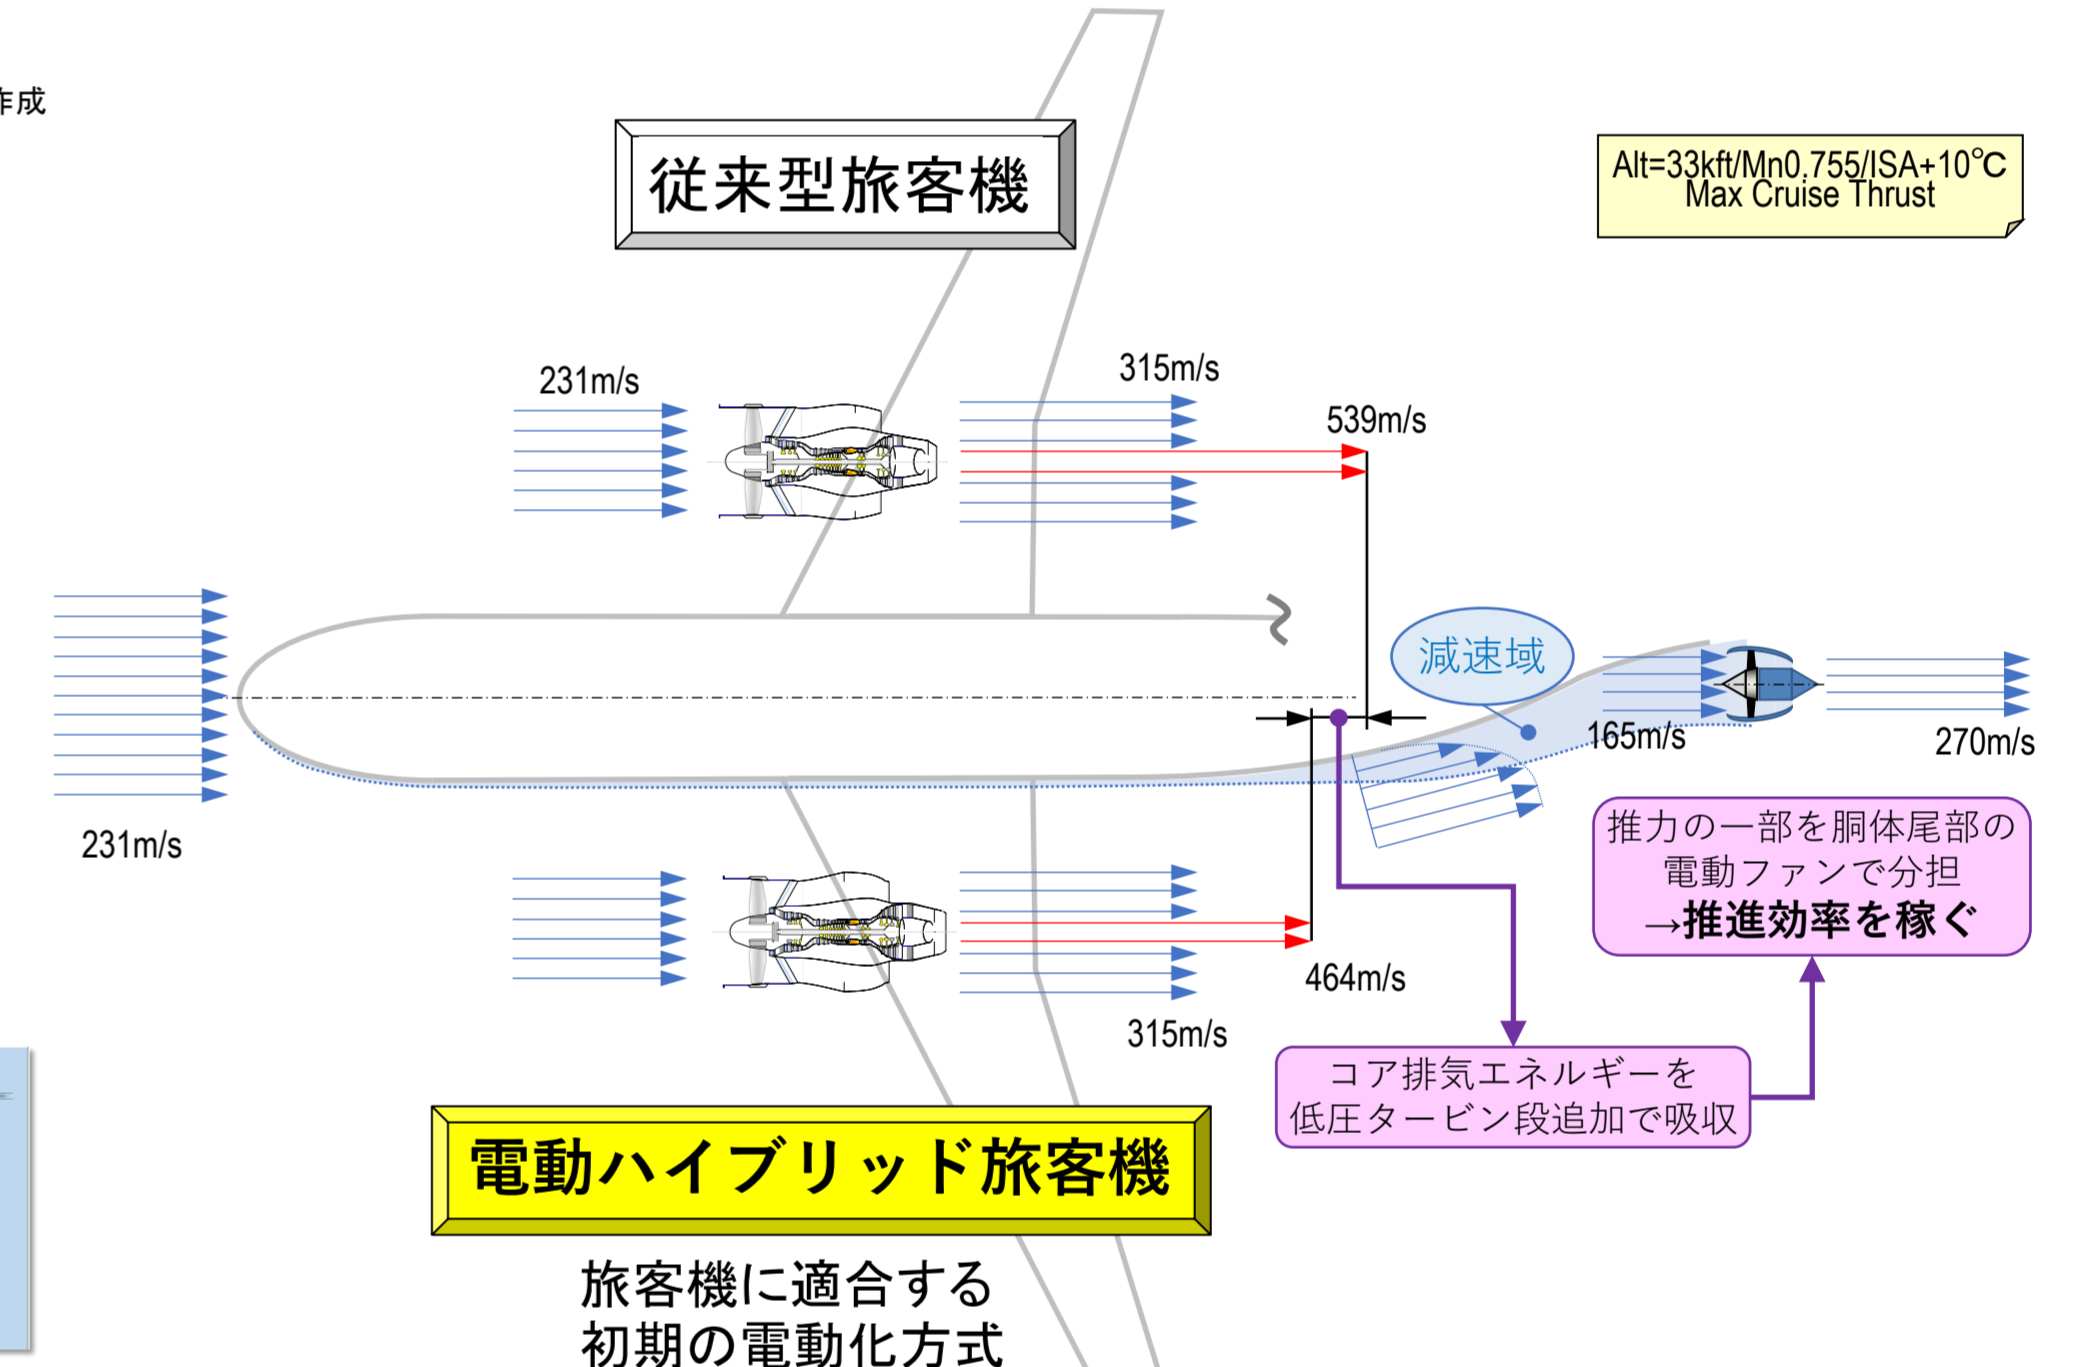 作成
従来型旅客機
Alt=33kft/Mn0.755/ISA+10℃
Max Cruise Thrust
231m/s
315m/s
539m/s
減速域
231m/s
165m/s
270m/s
推力の一部を胴体尾部の
電動ファンで分担
→推進効率を稼ぐ
464m/s
315m/s
コア排気エネルギーを
低圧タービン段追加で吸収
電動ハイブリッド旅客機
旅客機に適合する
初期の電動化方式